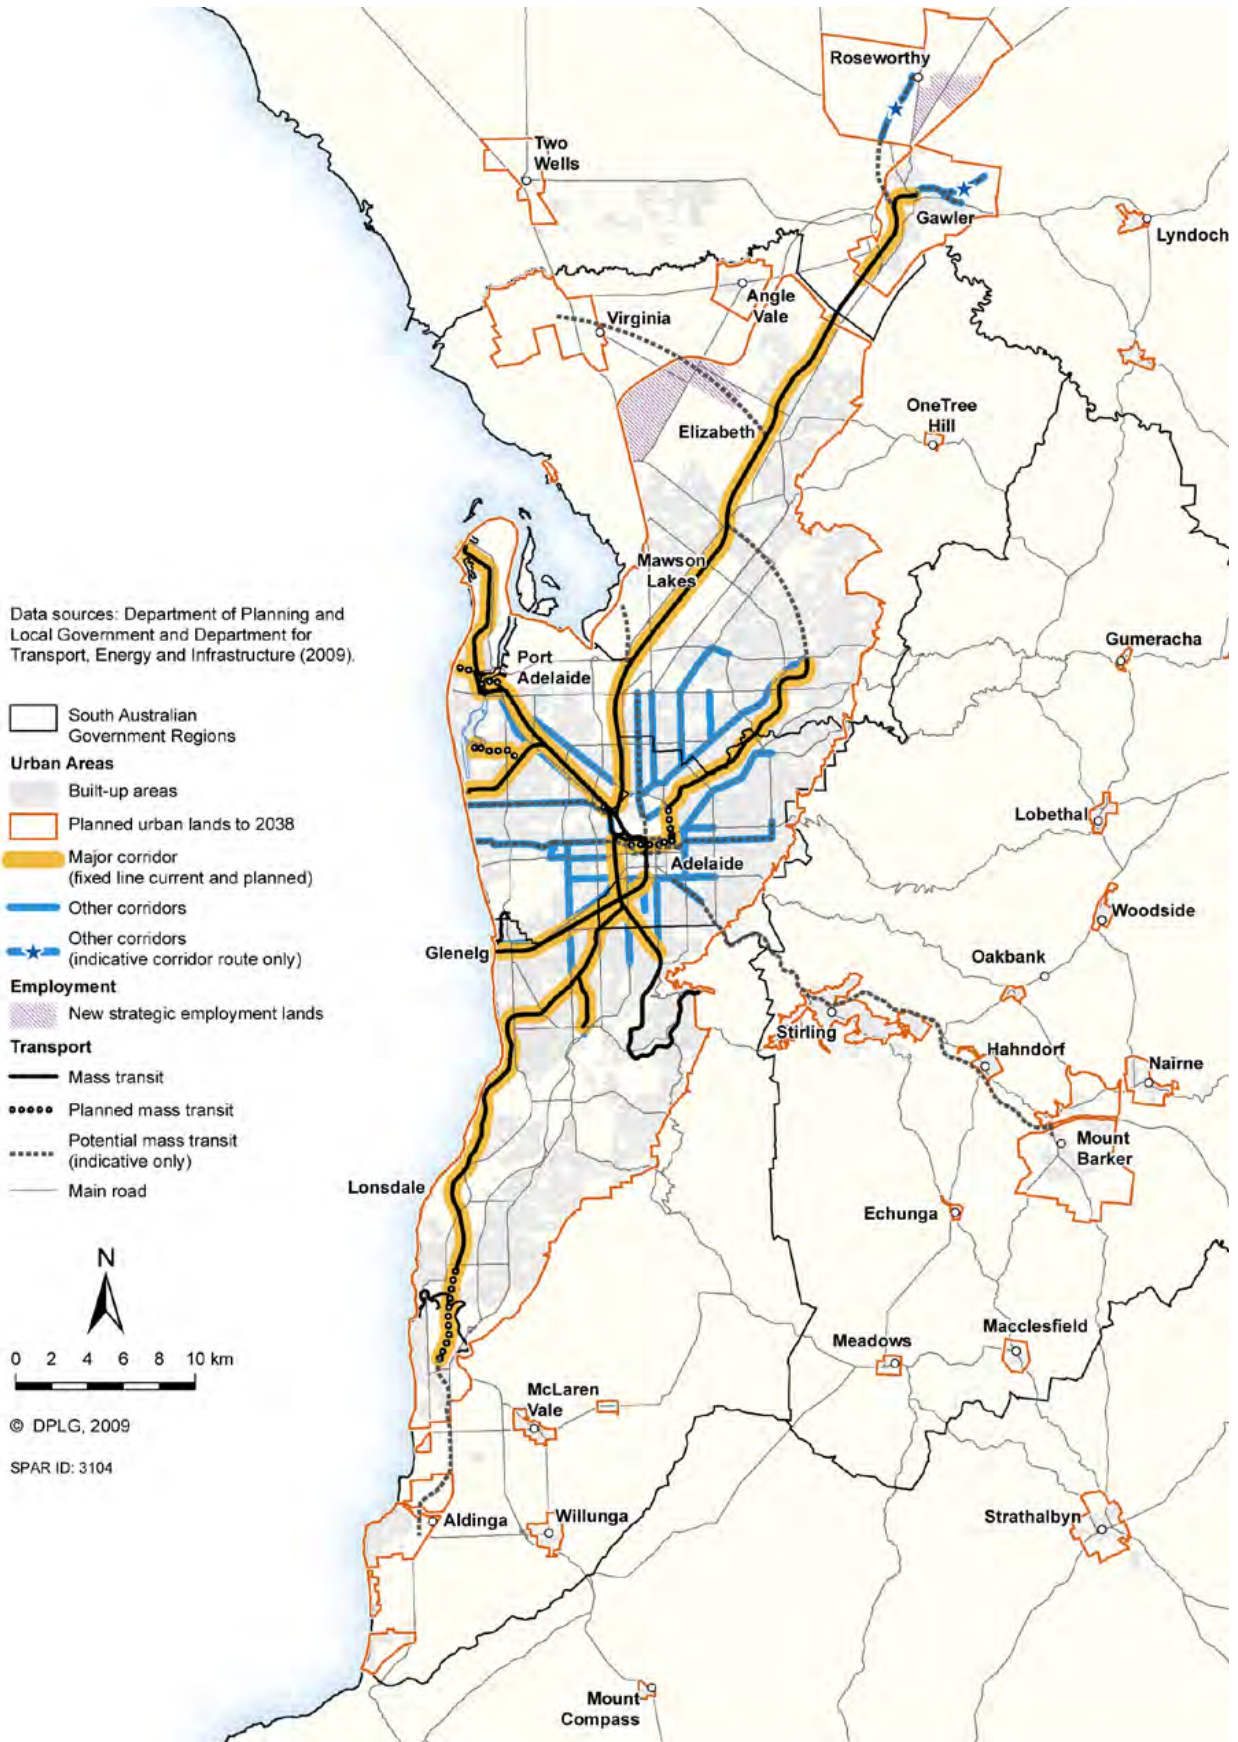 Roseworthy
Two
Wells
Gawler
Lyndoch
Angle
Vale
Virginia
OneTree
Hill
Elizabeth
Mawson
Lakes
Data sources: Department of Planning and
Local Government and Department for
Transport, Energy and Infrastructure (2009).
Gumeracha
Port
Adelaide
South Australian
Government Regions
Urban Areas
Built-up areas
Planned urban lands to 2038
Major corridor
(fixed line current and planned)
Other corridors
Other corridors
(indicative corridor route only)
Employment
New strategic employment lands
Transport
Mass transit
Planned mass transit
Potential mass transit
(indicative only)
Main road
Lobethal
Adelaide
Woodside
Glenelg
Oakbank
Stirling
Hahndorf
Nairne
Mount
Barker
Lonsdale
Echunga
N
0 2 4 6 8 10 km
Meadows
Macclesfield
McLaren
Vale
© DPLG, 2009
SPAR ID: 3104
Aldinga
Willunga
Strathalbyn
Mount
Compass